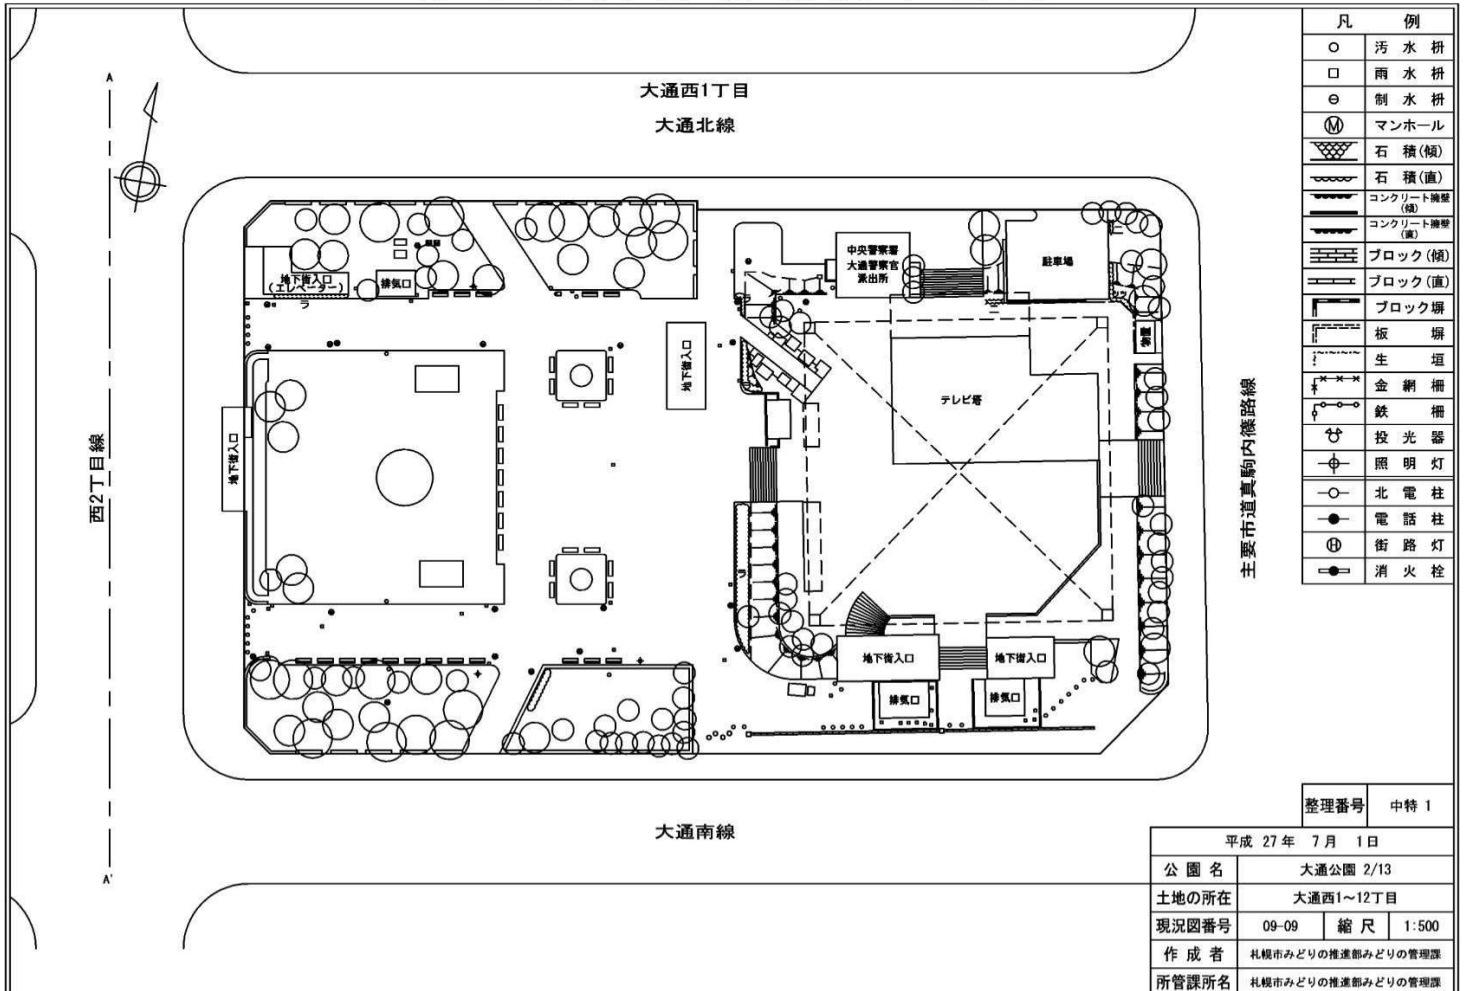 大通西1丁目
大通北線
A
西2丁目線
A'
地下街入口
(エレベーター)
排気口
地下街入口
地下街入口
中央警察署
大通警察官
派出所
駐車場
物置
テレビ塔
主要市道真駒内篠路線
地下街入口
地下街入口
排気口
排気口
大通南線
凡 例
汚 水 枡
雨 水 枡
制 水 枡
Ⓜ マンホール
石 積(傾)
石 積(直)
コンクリート擁壁
(傾)
コンクリート擁壁
(直)
ブロック(傾)
ブロック(直)
ブロック塀
板 塀
生 垣
金 網 柵
鉄 柵
投 光 器
照 明 灯
北 電 柱
電 話 柱
Ⓗ 街 路 灯
消 火 栓
整理番号 中特 1
平成 27 年 7 月 1日
公 園 名 大通公園 2/13
土地の所在 大通西1～12丁目
現況図番号 09-09 縮 尺 1:500
作 成 者 札幌市みどりの推進部みどりの管理課
所管課所名 札幌市みどりの推進部みどりの管理課